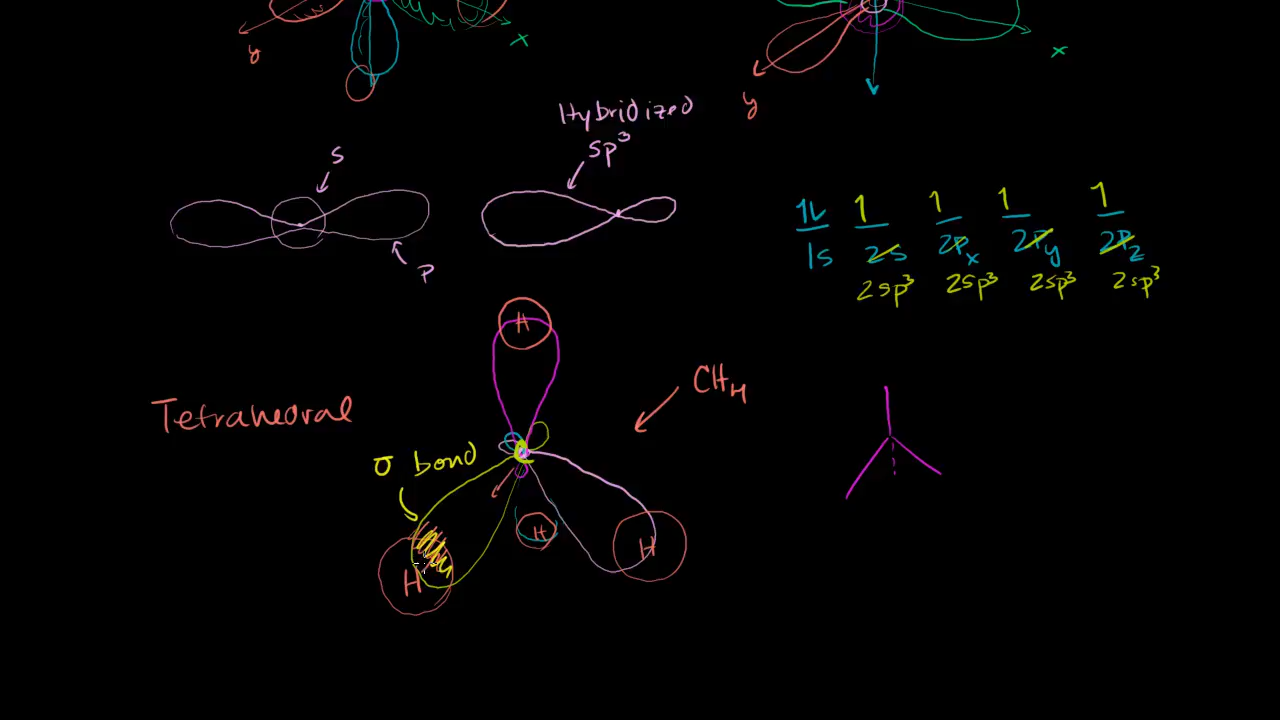 y
x
y
x
Hybridized
sp³
s
p
1L 1 1 1 1
1s 2s 2Px 2Py 2Pz
2sp³ 2sp³ 2sp³ 2sp³
H
CH4
Tetrahedral
σ bond
H
H
H